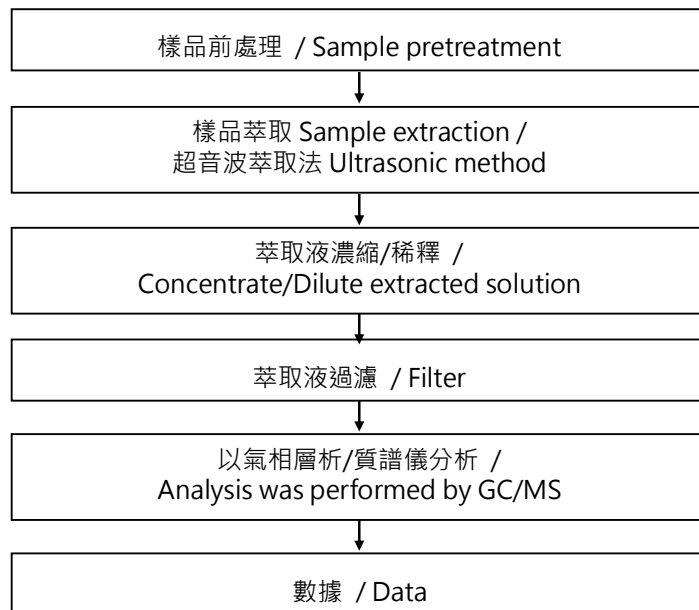 樣品前處理 / Sample pretreatment
樣品萃取 Sample extraction /
超音波萃取法 Ultrasonic method
萃取液濃縮/稀釋 /
Concentrate/Dilute extracted solution
萃取液過濾 / Filter
以氣相層析/質譜儀分析 /
Analysis was performed by GC/MS
數據 / Data